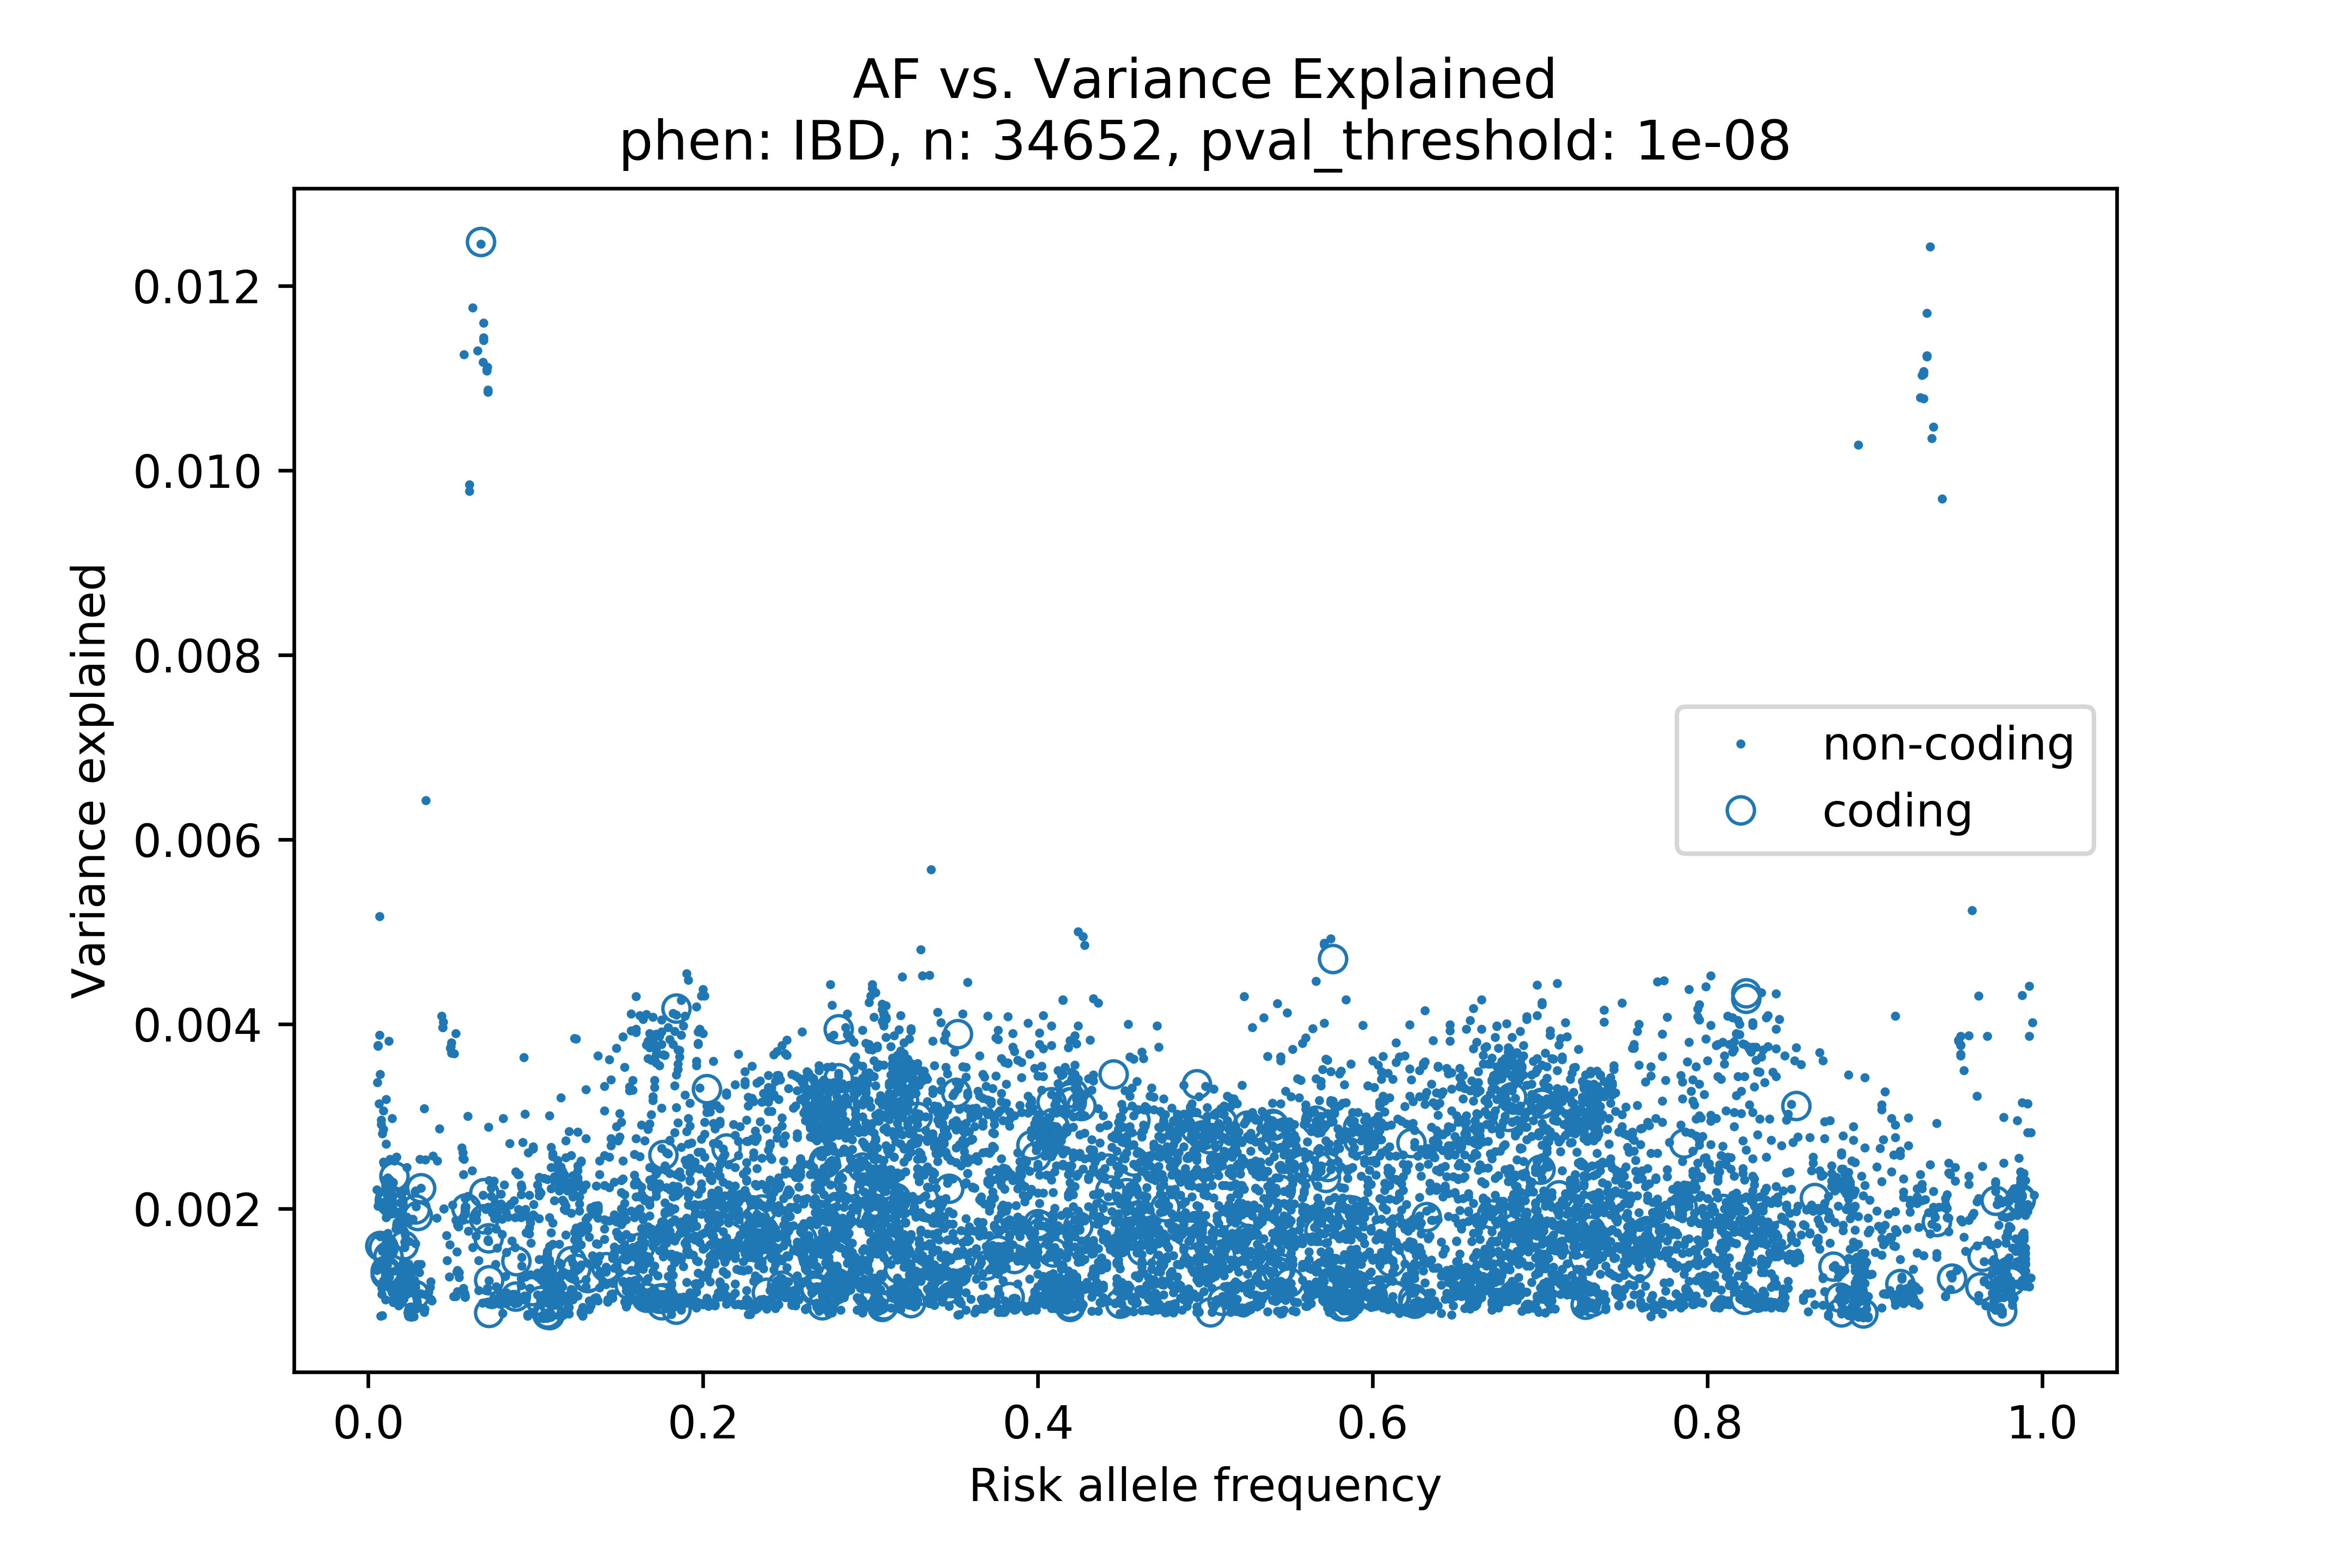 AF vs. Variance Explained
phen: IBD, n: 34652, pval_threshold: 1e-08
Variance explained
0.012
0.010
0.008
0.006
0.004
0.002
non-coding
coding
0.0
0.2
0.4
0.6
0.8
1.0
Risk allele frequency